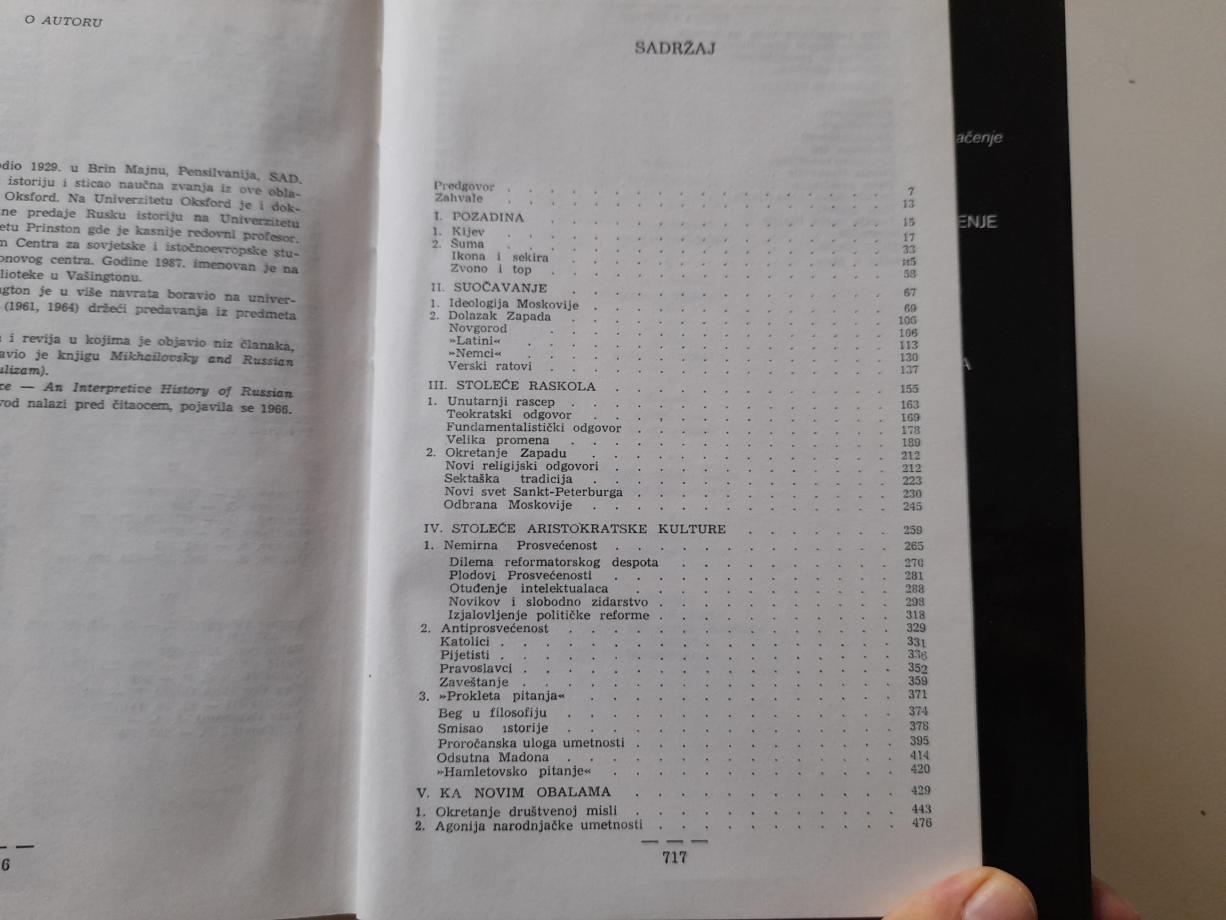 O AUTORU
odio 1929. u Brin Majnu, Pensilvanija, SAD.
istoriju i sticao naučna zvanja iz ove obla-
Oksford. Na Univerzitetu Oksford je i dok-
ne predaje Rusku istoriju na Univerzitetu
etu Prinston gde je kasnije redovni profesor.
m Centra za sovjetske i istočnoevropske stu-
onovog centra. Godine 1987. imenovan je na
lioteke u Vašingtonu.
ngton je u više navrata boravio na univer-
(1961, 1964) držeći predavanja iz predmeta
i revija u kojima je objavio niz članaka,
avio je knjigu Mikhailovsky and Russian
ulizam).
ce — An Interpretive History of Russian
vod nalazi pred čitaocem, pojavila se 1966.
6
SADRŽAJ
Predgovor . . . . . . . . . . . . . . 7
Zahvale . . . . . . . . . . . . . . 13
I. POZADINA . . . . . . . . . . . . . 15
1. Kijev . . . . . . . . . . . . . . 17
2. Šuma . . . . . . . . . . . . . . 33
Ikona i sekira . . . . . . . . . . . . 45
Zvono i top . . . . . . . . . . . . . 58
II. SUOČAVANJE . . . . . . . . . . . . 67
1. Ideologija Moskovije . . . . . . . . . . . 69
2. Dolazak Zapada . . . . . . . . . . . . 106
Novgorod . . . . . . . . . . . . 106
»Latini« . . . . . . . . . . . . . 113
»Nemci« . . . . . . . . . . . . . 130
Verski ratovi . . . . . . . . . . . . 137
III. STOLEĆE RASKOLA . . . . . . . . . . 155
1. Unutarnji rascep . . . . . . . . . . . . 163
Teokratski odgovor . . . . . . . . . . . 169
Fundamentalistički odgovor . . . . . . . . . 178
Velika promena . . . . . . . . . . . . 189
2. Okretanje Zapadu . . . . . . . . . . . 212
Novi religijski odgovori . . . . . . . . . . 212
Sektaška tradicija . . . . . . . . . . . 223
Novi svet Sankt-Peterburga . . . . . . . . . 230
Odbrana Moskovije . . . . . . . . . . . 245
IV. STOLEĆE ARISTOKRATSKE KULTURE . . . . . . 259
1. Nemirna Prosvećenost . . . . . . . . . . 265
Dilema reformatorskog despota . . . . . . . . 270
Plodovi Prosvećenosti . . . . . . . . . . 281
Otuđenje intelektualaca . . . . . . . . . . 288
Novikov i slobodno zidarstvo . . . . . . . . 298
Izjalovljenje političke reforme . . . . . . . . 318
2. Antiprosvećenost . . . . . . . . . . . . 329
Katolici . . . . . . . . . . . . . . 331
Pijetisti . . . . . . . . . . . . . . 336
Pravoslavci . . . . . . . . . . . . . 352
Zaveštanje . . . . . . . . . . . . . 359
3. »Prokleta pitanja« . . . . . . . . . . . 371
Beg u filosofiju . . . . . . . . . . . . 374
Smisao istorije . . . . . . . . . . . . 378
Proročanska uloga umetnosti . . . . . . . . . 395
Odsutna Madona . . . . . . . . . . . . 414
»Hamletovsko pitanje« . . . . . . . . . . 420
V. KA NOVIM OBALAMA . . . . . . . . . . 429
1. Okretanje društvenoj misli . . . . . . . . . 443
2. Agonija narodnjačke umetnosti . . . . . . . . 476
717
ačenje
ENJE
A